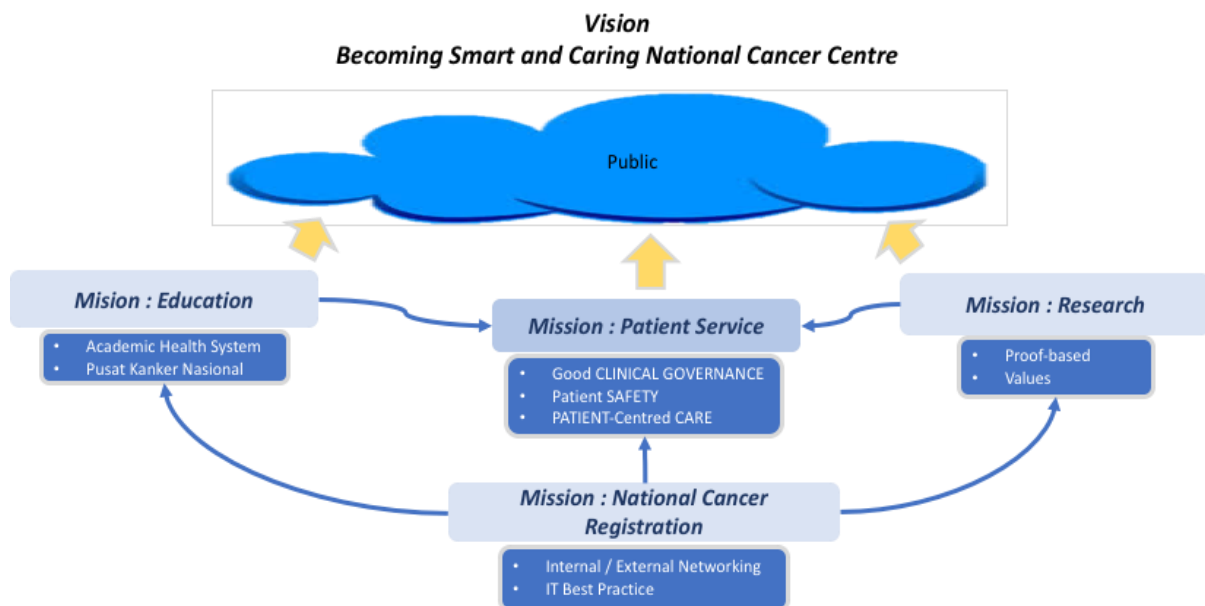 Vision
Becoming Smart and Caring National Cancer Centre
Public
Mision : Education
• Academic Health System
• Pusat Kanker Nasional
Mission : Patient Service
• Good CLINICAL GOVERNANCE
• Patient SAFETY
• PATIENT-Centred CARE
Mission : Research
• Proof-based
• Values
Mission : National Cancer
Registration
• Internal / External Networking
• IT Best Practice